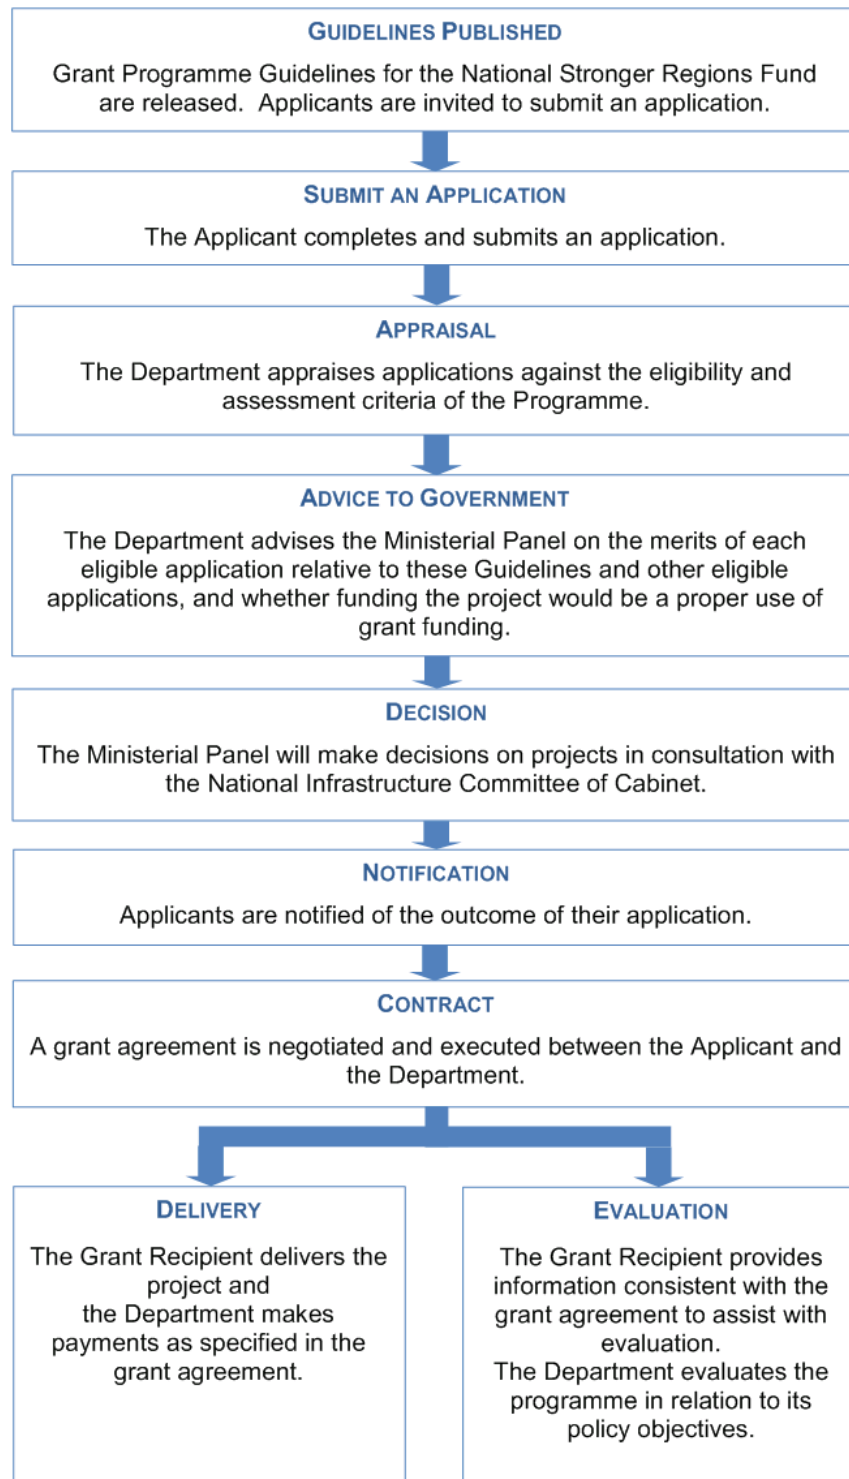 GUIDELINES PUBLISHED
Grant Programme Guidelines for the National Stronger Regions Fund
are released.  Applicants are invited to submit an application.
SUBMIT AN APPLICATION
The Applicant completes and submits an application.
APPRAISAL
The Department appraises applications against the eligibility and
assessment criteria of the Programme.
ADVICE TO GOVERNMENT
The Department advises the Ministerial Panel on the merits of each
eligible application relative to these Guidelines and other eligible
applications, and whether funding the project would be a proper use of
grant funding.
DECISION
The Ministerial Panel will make decisions on projects in consultation with
the National Infrastructure Committee of Cabinet.
NOTIFICATION
Applicants are notified of the outcome of their application.
CONTRACT
A grant agreement is negotiated and executed between the Applicant and
the Department.
DELIVERY
The Grant Recipient delivers the
project and
the Department makes
payments as specified in the
grant agreement.
EVALUATION
The Grant Recipient provides
information consistent with the
grant agreement to assist with
evaluation.
The Department evaluates the
programme in relation to its
policy objectives.